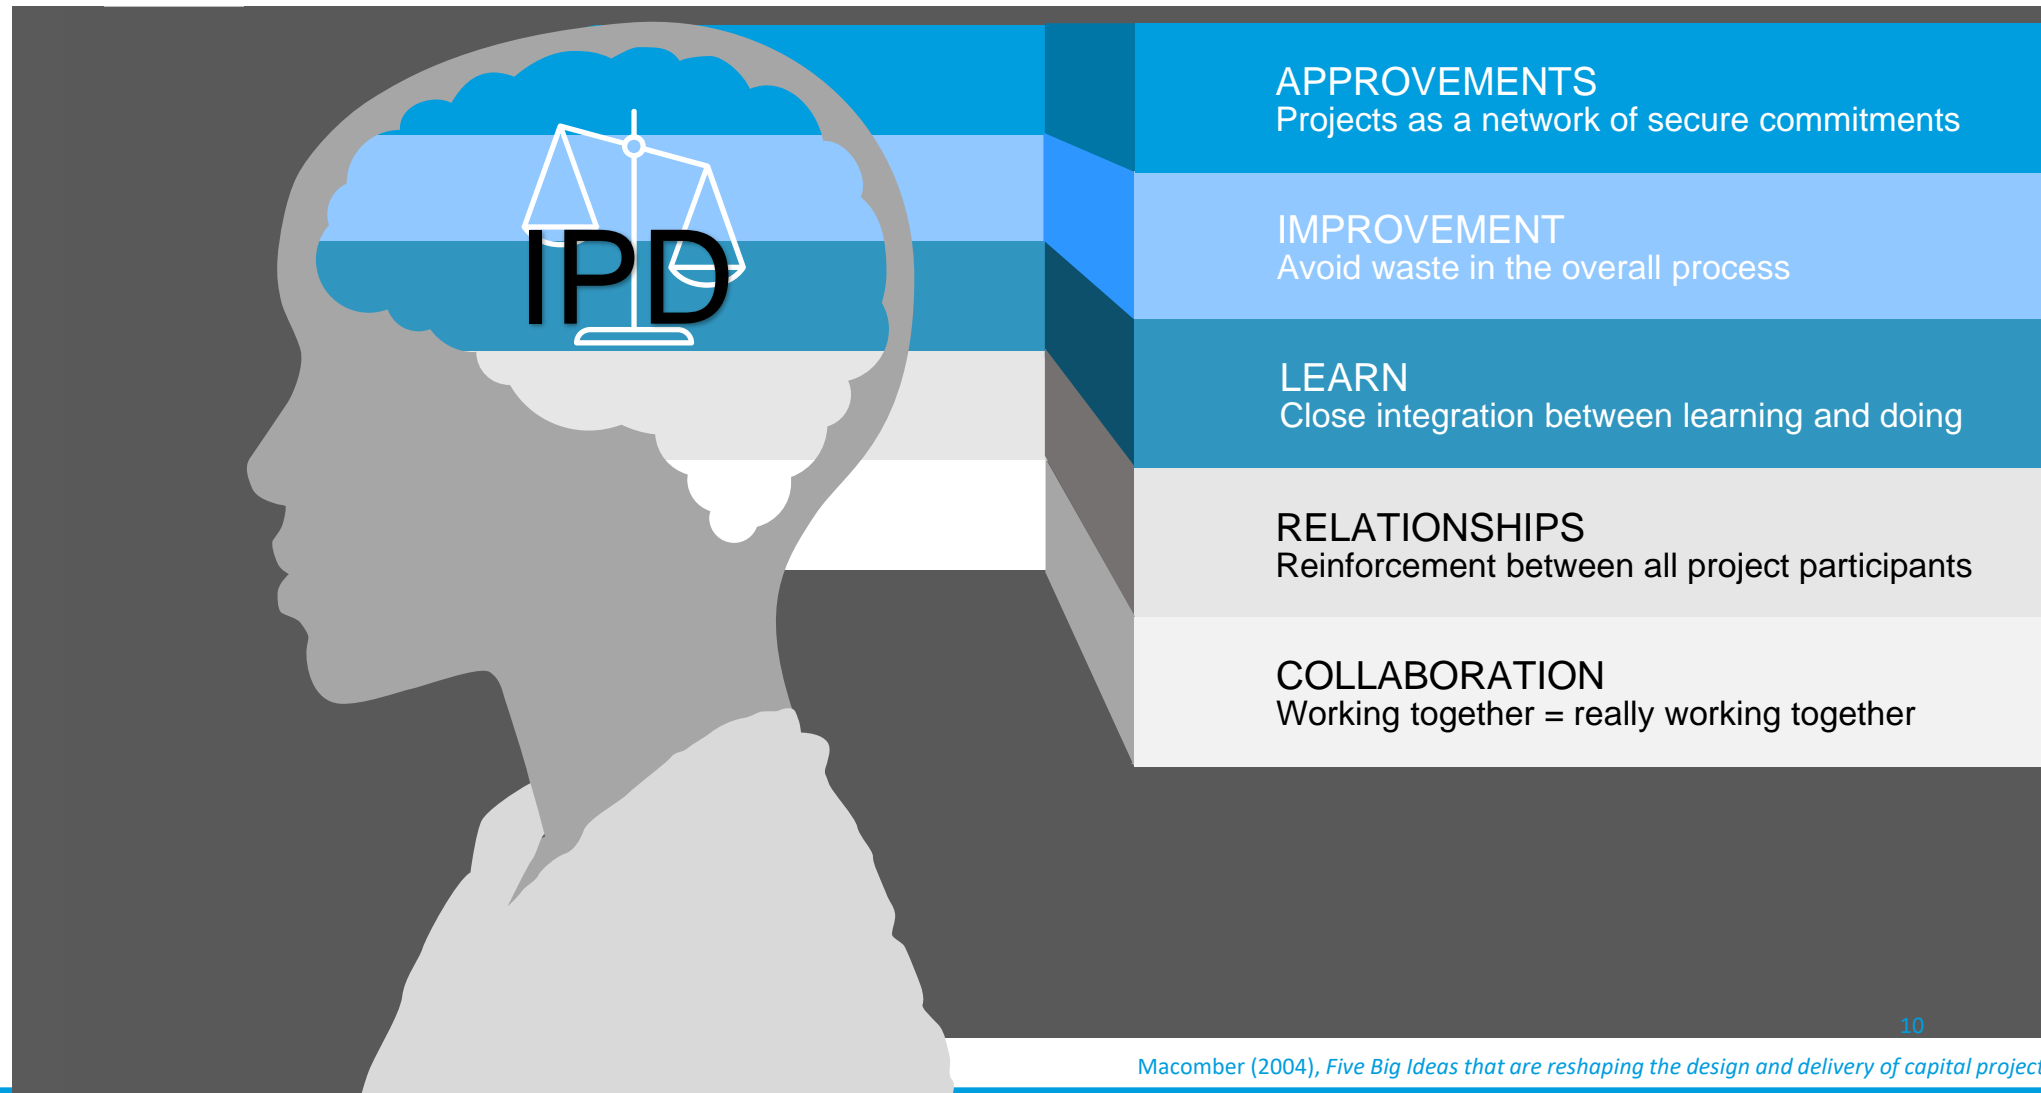 IPD
APPROVEMENTS
Projects as a network of secure commitments
IMPROVEMENT
Avoid waste in the overall process
LEARN
Close integration between learning and doing
RELATIONSHIPS
Reinforcement between all project participants
COLLABORATION
Working together = really working together
10
Macomber (2004), Five Big Ideas that are reshaping the design and delivery of capital project